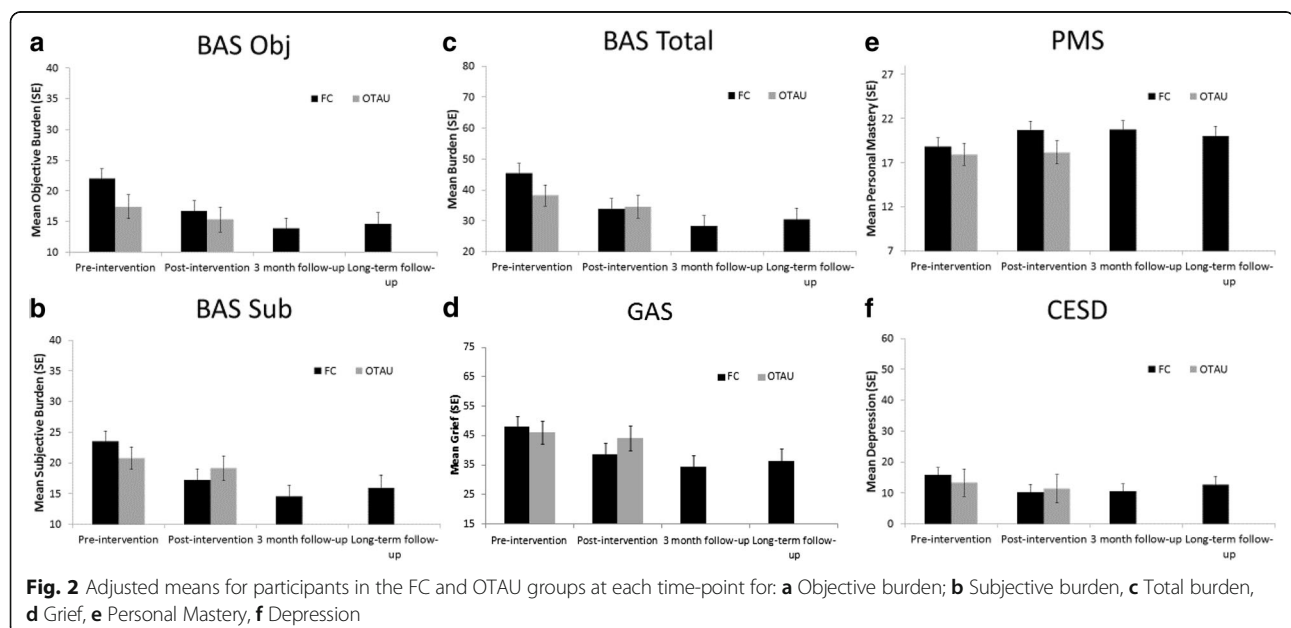 a
BAS Obj
Mean Objective Burden (SE)
40
35
30
25
20
15
10
FC OTAU
Pre-intervention Post-intervention 3 month follow-up Long-term follow-
up
c
BAS Total
Mean Burden (SE)
80
70
60
50
40
30
20
FC OTAU
Pre-intervention Post-intervention 3 month follow-up Long-term follow-
up
e
PMS
Mean Personal Mastery (SE)
27
22
17
12
7
FC OTAU
Pre-intervention Post-intervention 3 month follow-up Long-term follow-
up
b
BAS Sub
Mean Subjective Burden (SE)
40
35
30
25
20
15
10
FC OTAU
Pre-intervention Post-intervention 3 month follow-up Long-term follow-
up
d
GAS
Mean Grief (SE)
75
65
55
45
35
25
15
FC OTAU
Pre-intervention Post-intervention 3 month follow-up Long-term follow-
up
f
CESD
Mean Depression (SE)
60
50
40
30
20
10
0
FC OTAU
Pre-intervention Post-intervention 3 month follow-up Long-term follow-
up
Fig. 2 Adjusted means for participants in the FC and OTAU groups at each time-point for: a Objective burden; b Subjective burden, c Total burden,
d Grief, e Personal Mastery, f Depression